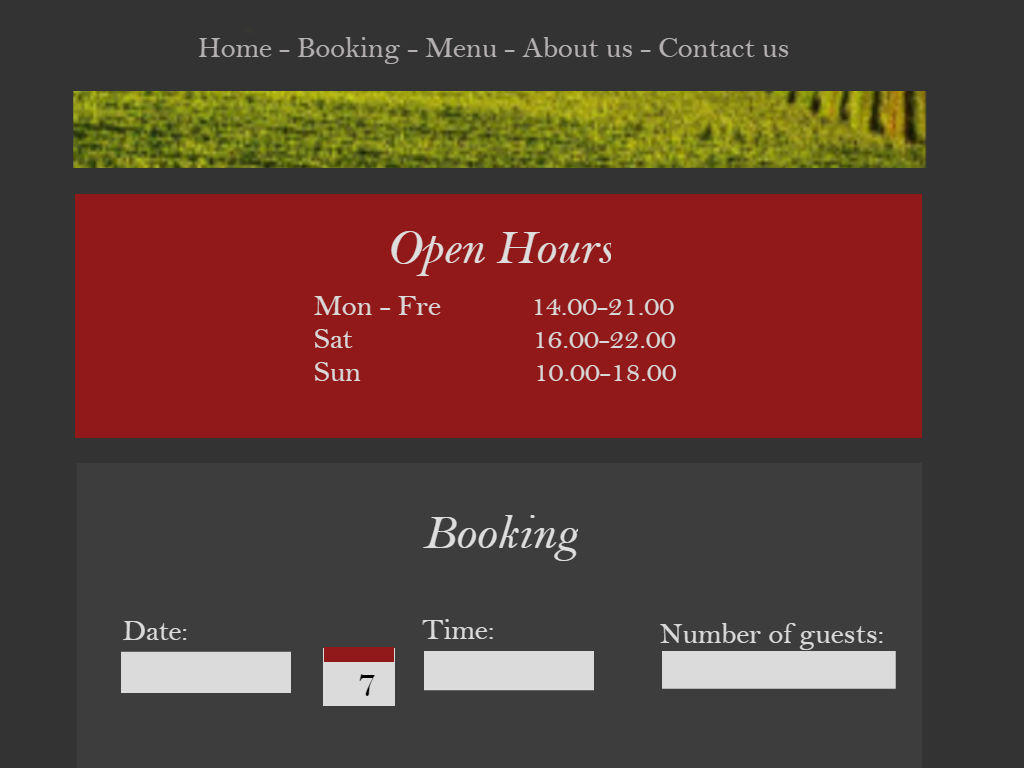 Home - Booking - Menu - About us - Contact us
Open Hours
Mon - Fre 14.00-21.00
Sat 16.00-22.00
Sun 10.00-18.00
Booking
Date: Time: Number of guests:
7